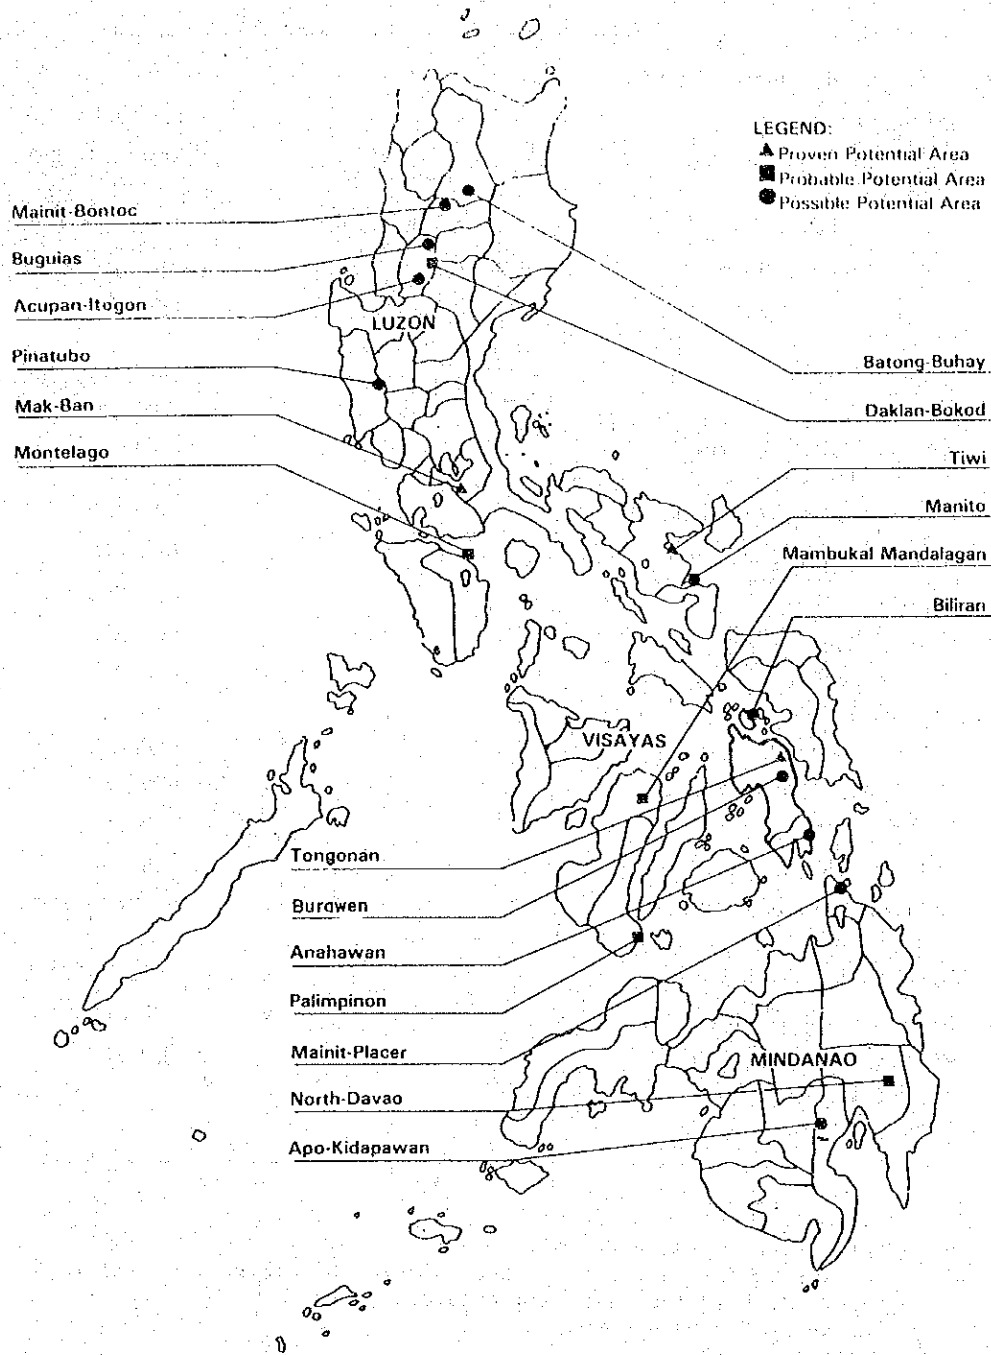 LEGEND:
Proven Potential Area
Probable Potential Area
Possible Potential Area
Mainit-Bontoc
Buguias
Acupan-Itogon
LUZON
Pinatubo
Mak-Ban
Montelago
Batong-Buhay
Daklan-Bokod
Tiwi
Manito
Mambukal Mandalagan
Biliran
VISAYAS
Tongonan
Burawen
Anahawan
Palimpinon
Mainit-Placer
MINDANAO
North-Davao
Apo-Kidapawan